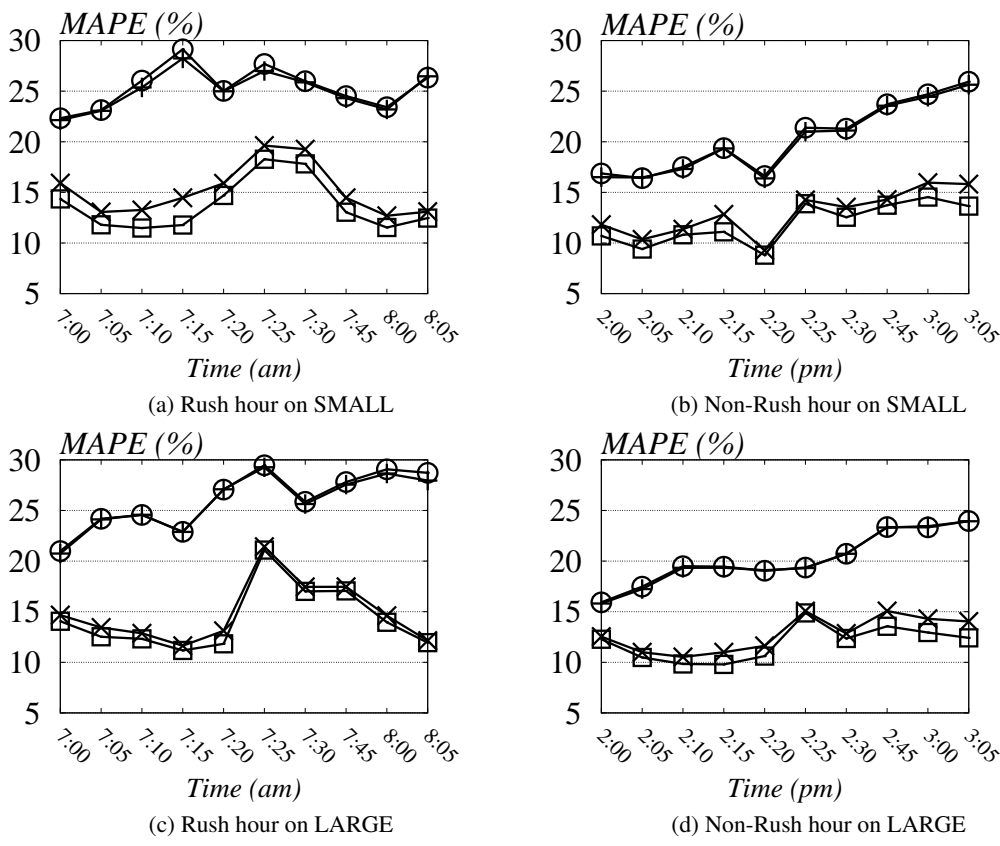 MAPE (%)
30
25
20
15
10
5
7:00 7:05 7:10 7:15 7:20 7:25 7:30 7:45 8:00 8:05
Time (am)
(a) Rush hour on SMALL
MAPE (%)
30
25
20
15
10
5
2:00 2:05 2:10 2:15 2:20 2:25 2:30 2:45 3:00 3:05
Time (pm)
(b) Non-Rush hour on SMALL
MAPE (%)
30
25
20
15
10
5
7:00 7:05 7:10 7:15 7:20 7:25 7:30 7:45 8:00 8:05
Time (am)
(c) Rush hour on LARGE
MAPE (%)
30
25
20
15
10
5
2:00 2:05 2:10 2:15 2:20 2:25 2:30 2:45 3:00 3:05
Time (pm)
(d) Non-Rush hour on LARGE